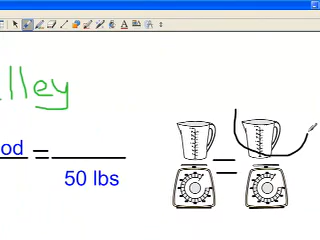 lley
od = 
50 lbs
=